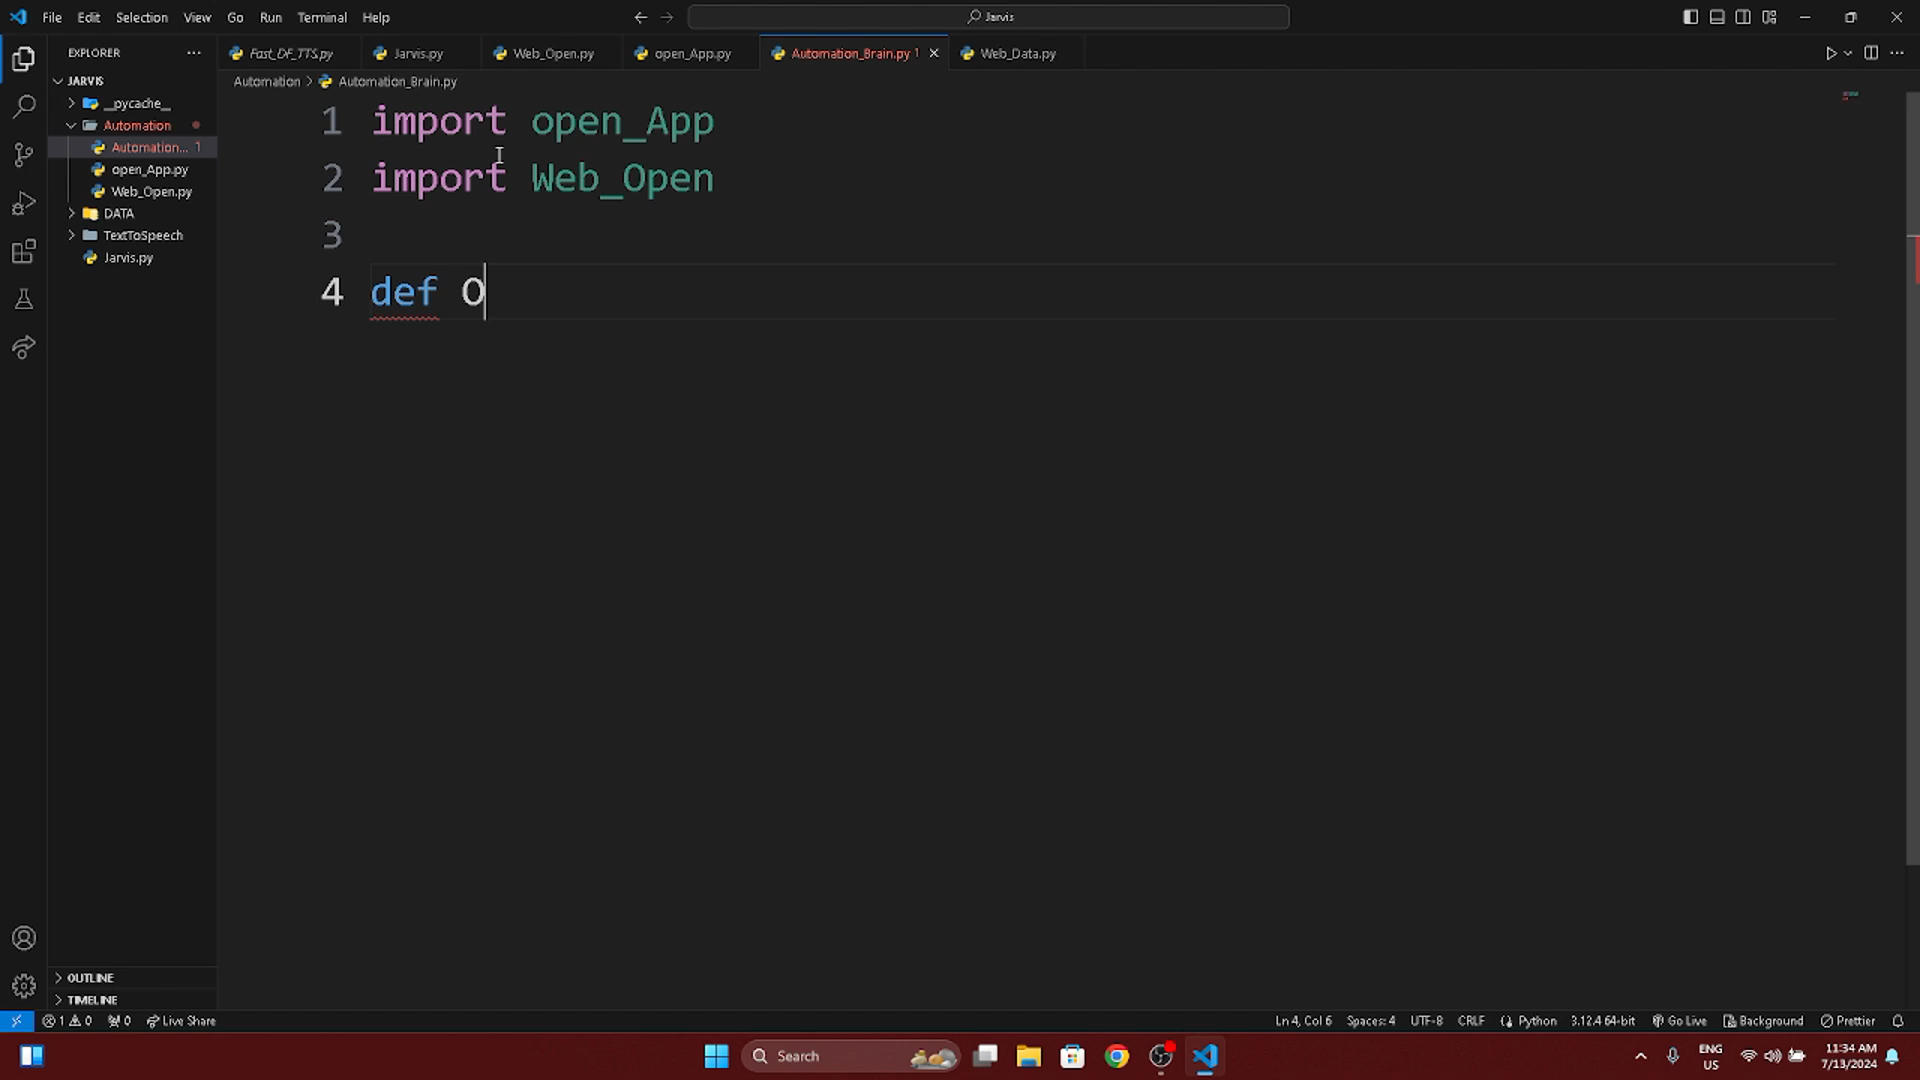 File Edit Selection View Go Run Terminal Help
Jarvis
EXPLORER
Fast_DF_TTS.py
Jarvis.py
Web_Open.py
open_App.py
Automation_Brain.py 1
Web_Data.py
Automation > Automation_Brain.py
JARVIS
__pycache__
Automation
Automation... 1
open_App.py
Web_Open.py
DATA
TextToSpeech
Jarvis.py
1 import open_App
2 import Web_Open
3
4 def O
OUTLINE
TIMELINE
1 0 0 Live Share
Ln 4, Col 6 Spaces: 4 UTF-8 CRLF Python 3.12.4 64-bit Go Live Background Prettier
Search
ENG
US
11:34 AM
7/13/2024